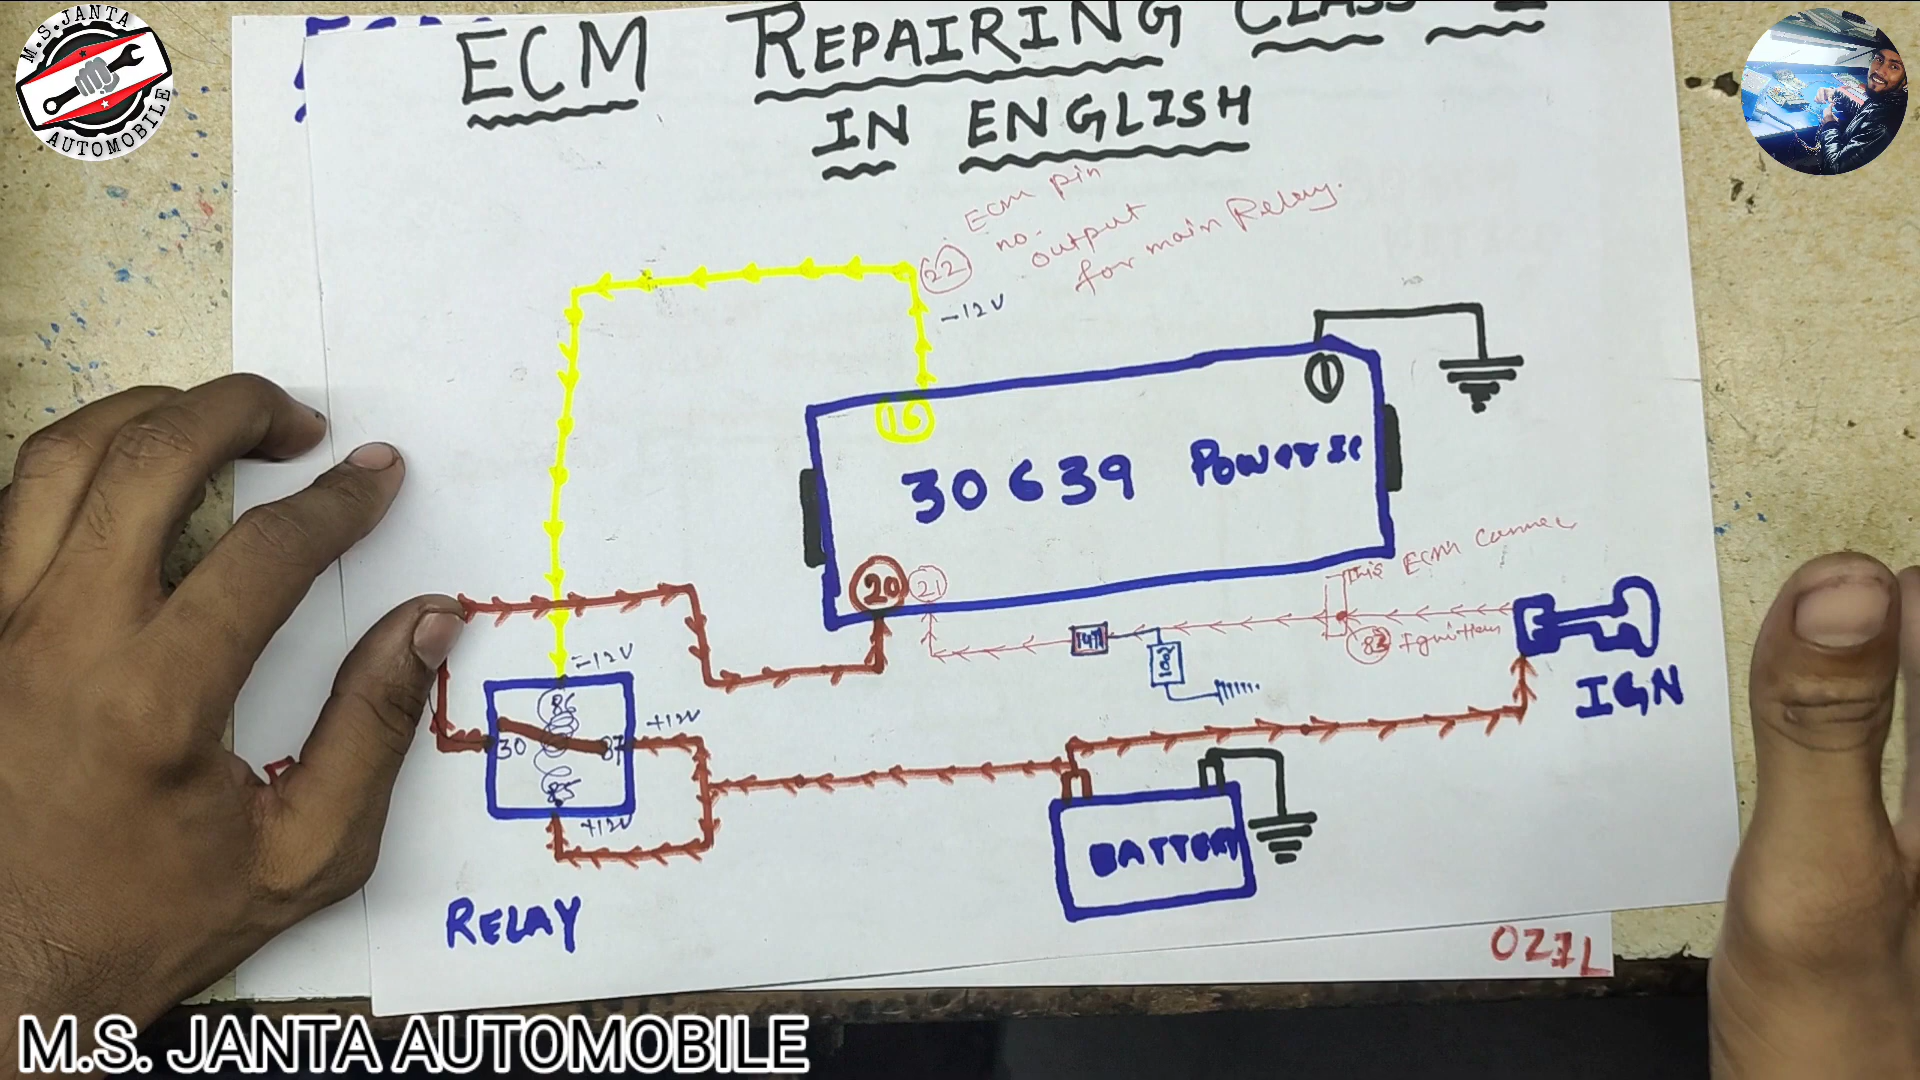 M.S.JANTA
AUTOMOBILE
ECM REPAIRING CLASS
IN ENGLISH
ECM pin
no.
output
for main Relay.
22
-12V
1
16
30639 Power IC
20
21
This ECM
Ignition
147
IGN
=12V
+12V
86
30
87
85
+12V
BATTERY
RELAY
027L
M.S. JANTA AUTOMOBILE